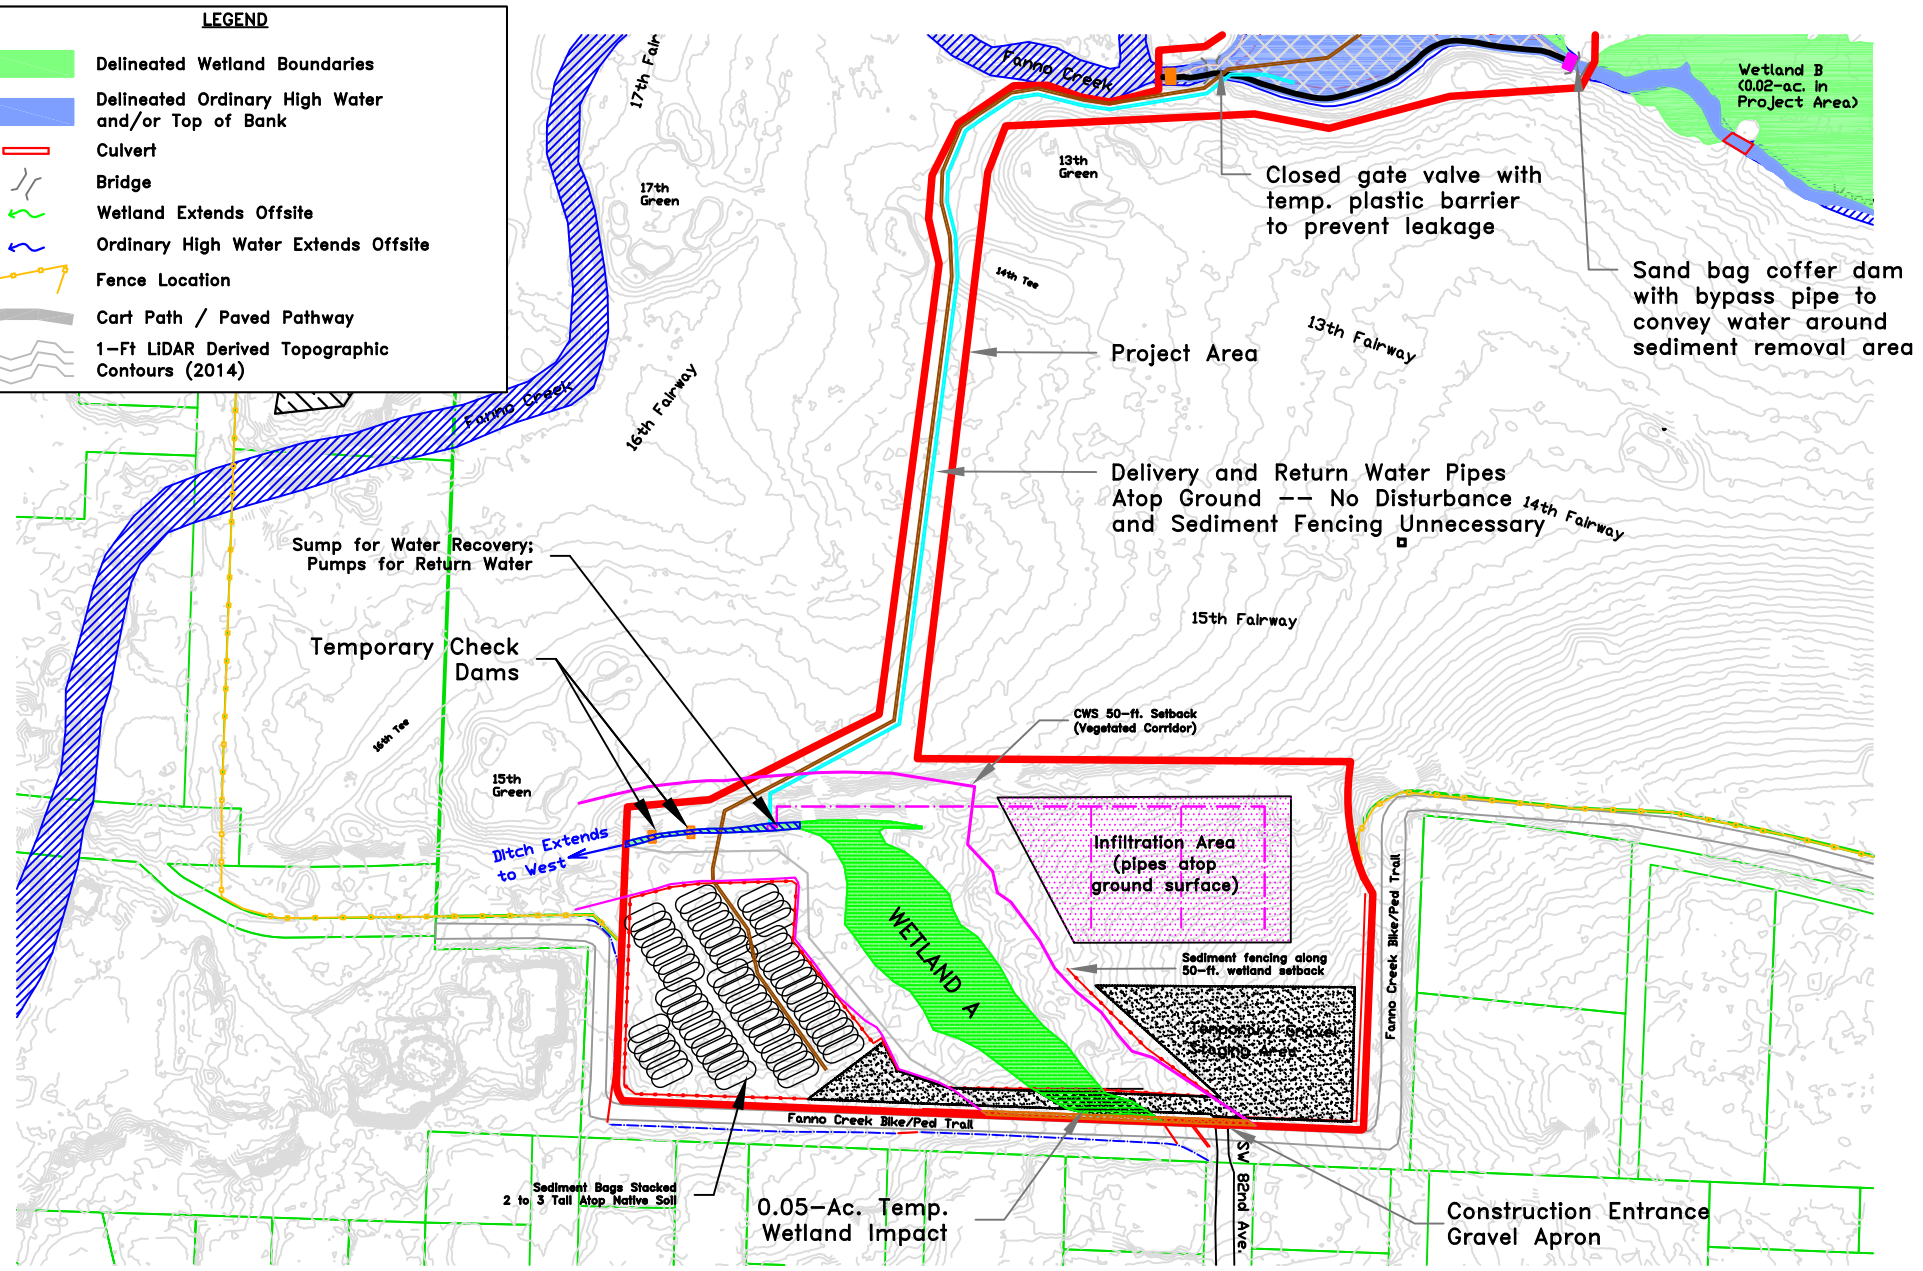 LEGEND
Delineated Wetland Boundaries
Delineated Ordinary High Water
and/or Top of Bank
Culvert
Bridge
Wetland Extends Offsite
Ordinary High Water Extends Offsite
Fence Location
Cart Path / Paved Pathway
1-Ft LiDAR Derived Topographic
Contours (2014)
17th Fair
Fanno Creek
Wetland B
(0.02-ac. in
Project Area)
13th
Green
17th
Green
Closed gate valve with
temp. plastic barrier
to prevent leakage
14th Tee
Sand bag coffer dam
with bypass pipe to
convey water around
sediment removal area
13th Fairway
Project Area
Fanno Creek
16th Fairway
Delivery and Return Water Pipes
Atop Ground -- No Disturbance
and Sediment Fencing Unnecessary
14th Fairway
Sump for Water Recovery;
Pumps for Return Water
15th Fairway
Temporary Check
Dams
16th Tee
CWS 50-ft. Setback
(Vegetated Corridor)
15th
Green
Ditch Extends
to West
Infiltration Area
(pipes atop
ground surface)
WETLAND A
Fanno Creek Bike/Ped Trail
Sediment fencing along
50-ft. wetland setback
Temporary Gravel
Staging Area
Fanno Creek Bike/Ped Trail
SW 82nd Ave.
Sediment Bags Stacked
2 to 3 Tall Atop Native Soil
0.05-Ac. Temp.
Wetland Impact
Construction Entrance
Gravel Apron